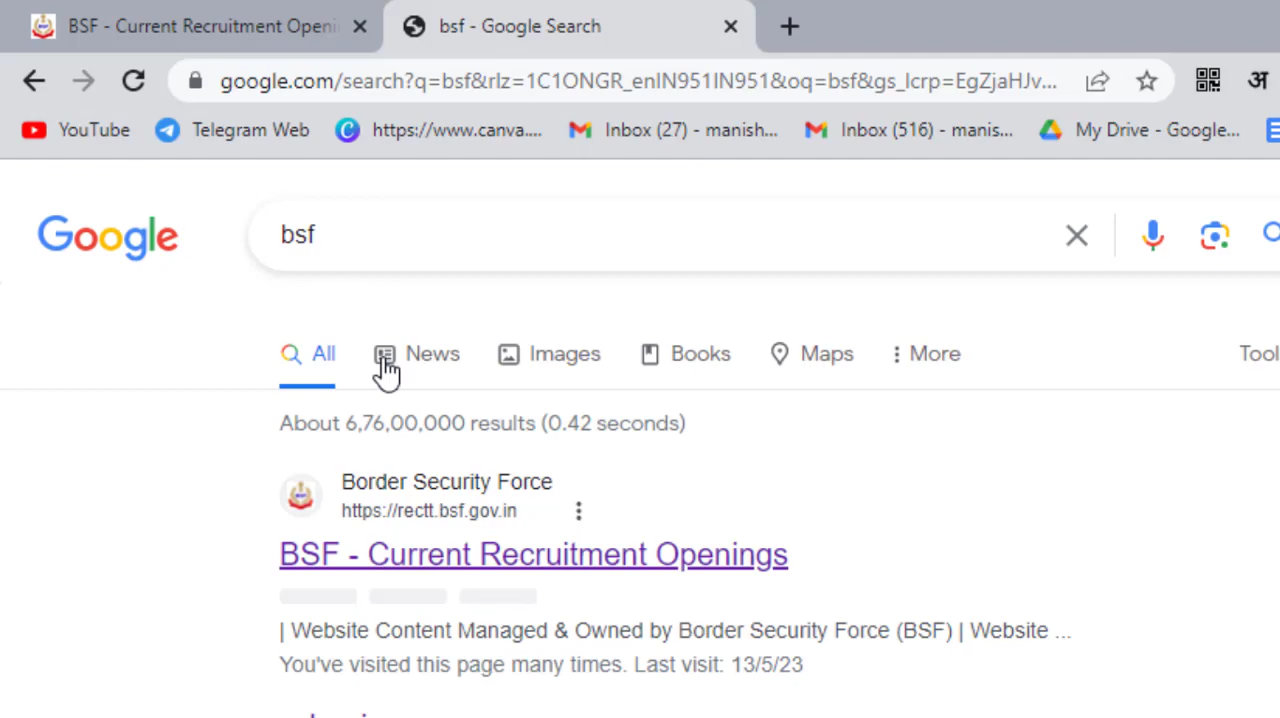 BSF - Current Recruitment Openi
bsf - Google Search
google.com/search?q=bsf&rlz=1C1ONGR_enIN951IN951&oq=bsf&gs_lcrp=EgZjaHJv...
अ
YouTube
Telegram Web
https://www.canva....
Inbox (27) - manish...
Inbox (516) - manis...
My Drive - Google...
Google
bsf
All
News
Images
Books
Maps
More
Tool
About 6,76,00,000 results (0.42 seconds)
Border Security Force
https://rectt.bsf.gov.in
BSF - Current Recruitment Openings
| Website Content Managed & Owned by Border Security Force (BSF) | Website ...
You've visited this page many times. Last visit: 13/5/23